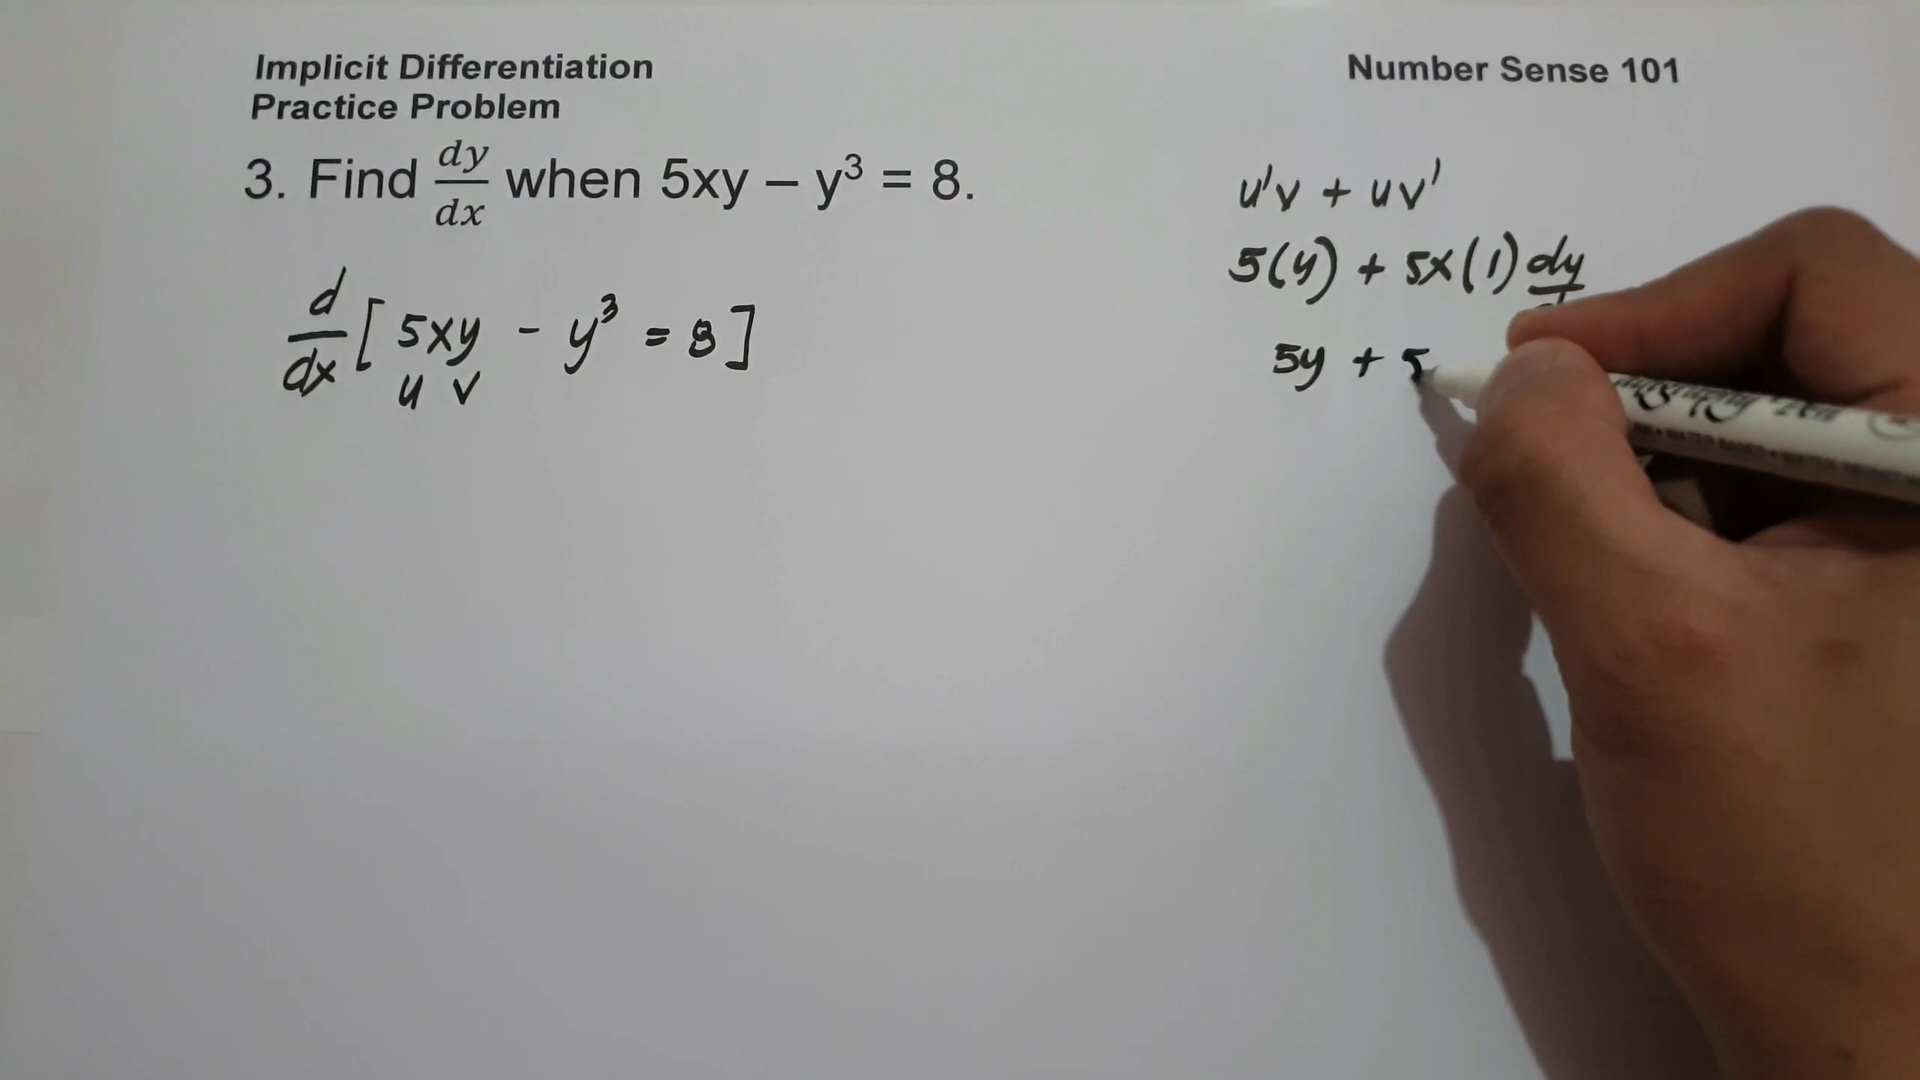 Implicit Differentiation
Practice Problem
Number Sense 101
3. Find dy/dx when 5xy – y³ = 8.
d/dx [ 5xy - y³ = 8 ]
u v
u'v + uv'
5(y) + 5x(1) dy
5y + 5